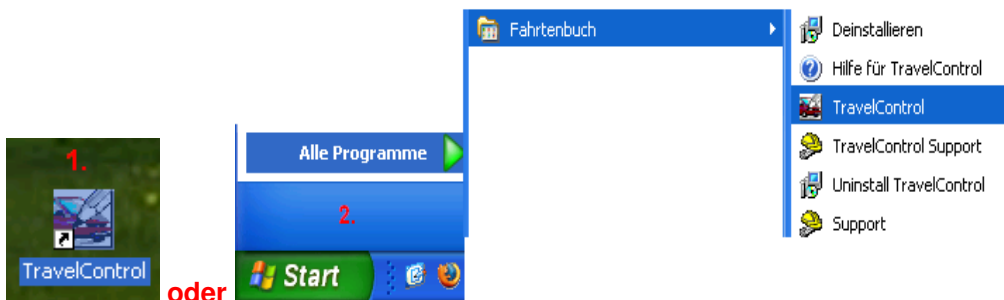 1.
TravelControl
oder
Alle Programme
2.
Start
Fahrtenbuch
Deinstallieren
Hilfe für TravelControl
TravelControl
TravelControl Support
Uninstall TravelControl
Support